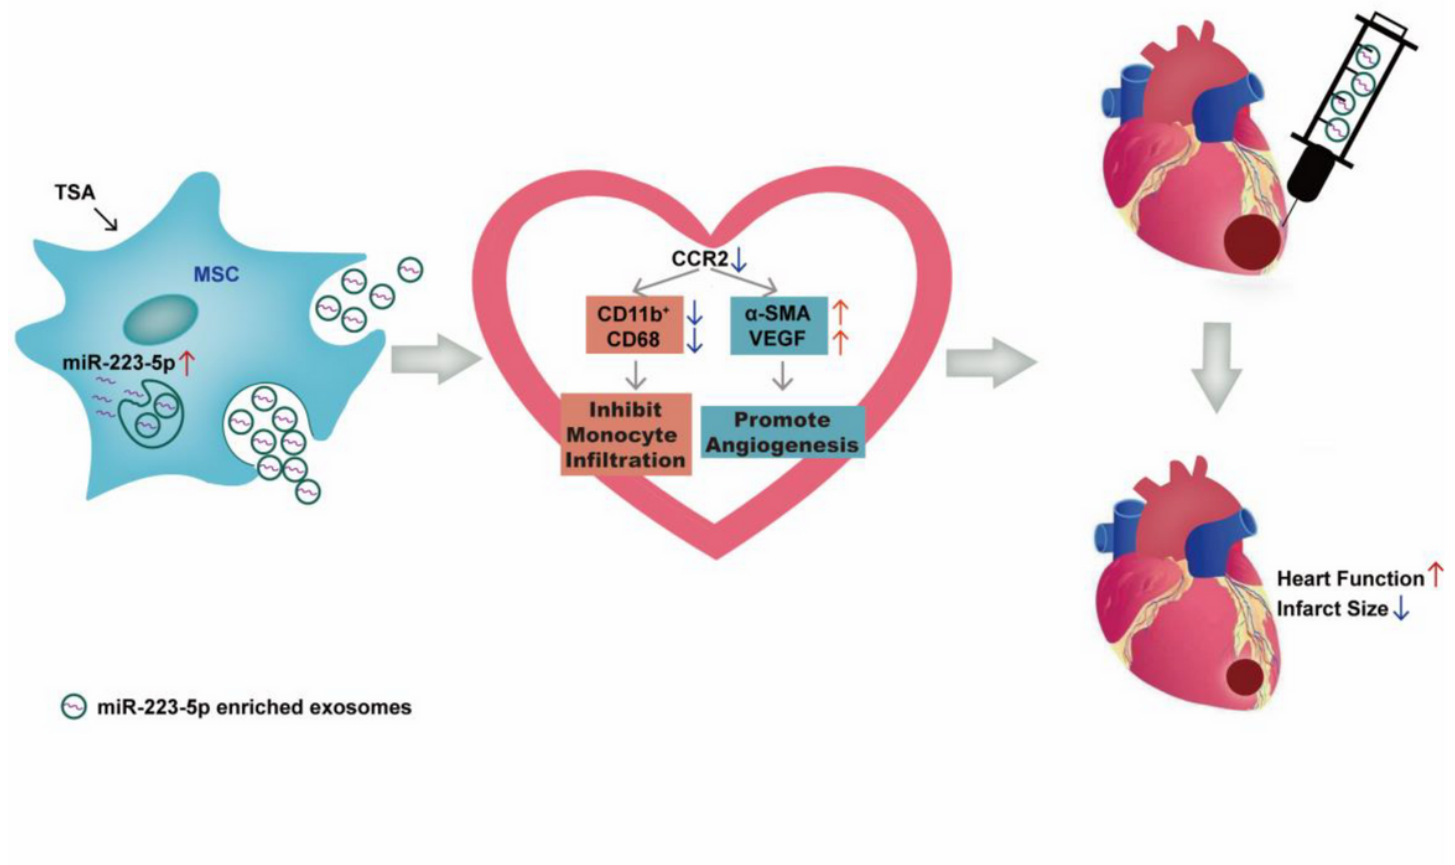 TSA
MSC
miR-223-5p↑
CCR2↓
CD11b⁺ ↓
CD68 ↓
α-SMA ↑
VEGF ↑
Inhibit
Monocyte
Infiltration
Promote
Angiogenesis
Heart Function↑
Infarct Size↓
miR-223-5p enriched exosomes